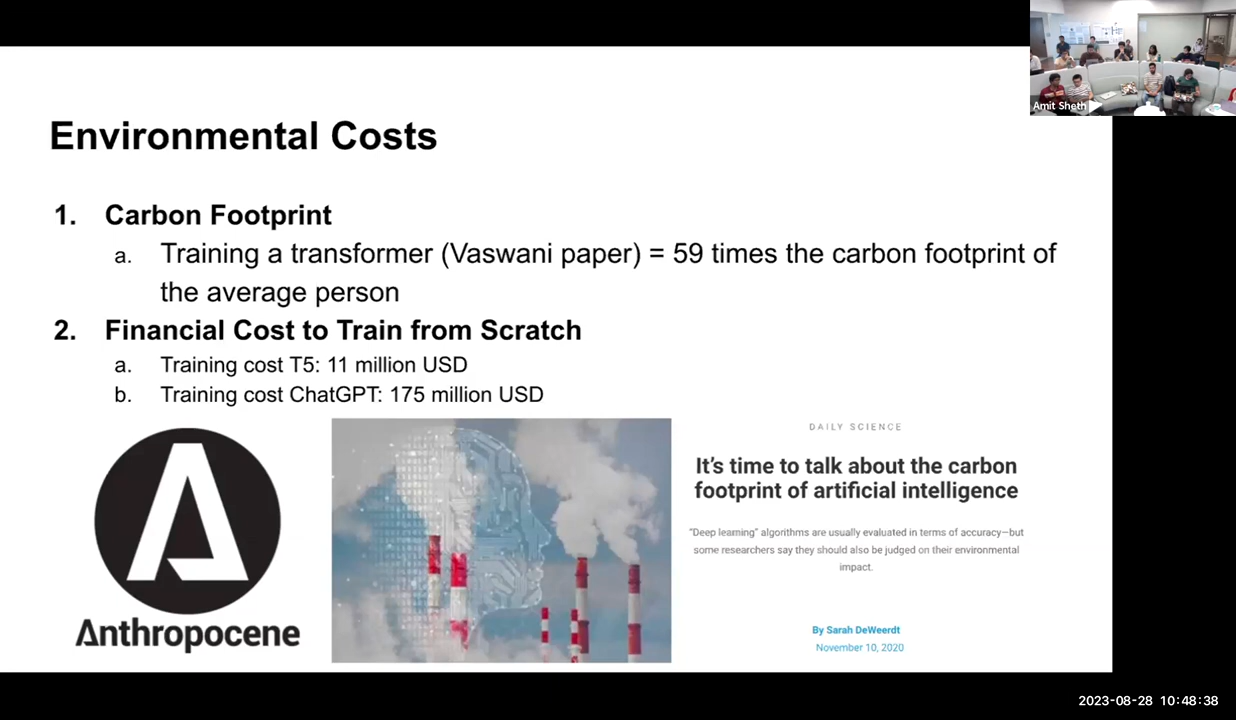 Amit Sheth
Environmental Costs
1. Carbon Footprint
a. Training a transformer (Vaswani paper) = 59 times the carbon footprint of
the average person
2. Financial Cost to Train from Scratch
a. Training cost T5: 11 million USD
b. Training cost ChatGPT: 175 million USD
Anthropocene
DAILY SCIENCE
It's time to talk about the carbon
footprint of artificial intelligence
"Deep learning" algorithms are usually evaluated in terms of accuracy—but
some researchers say they should also be judged on their environmental
impact.
By Sarah DeWeerdt
November 10, 2020
2023-08-28 10:48:38